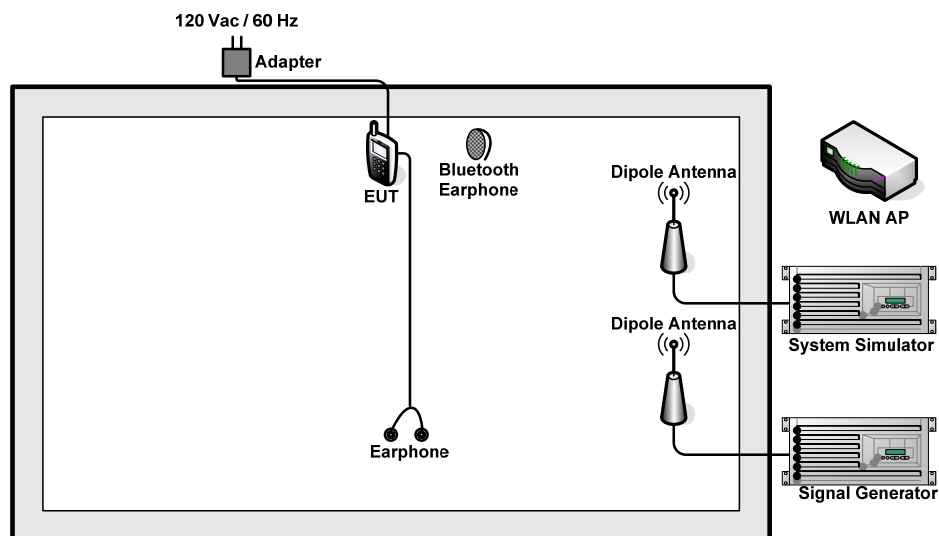 120 Vac / 60 Hz
Adapter
EUT
Bluetooth
Earphone
Dipole Antenna
WLAN AP
System Simulator
Dipole Antenna
Earphone
Signal Generator